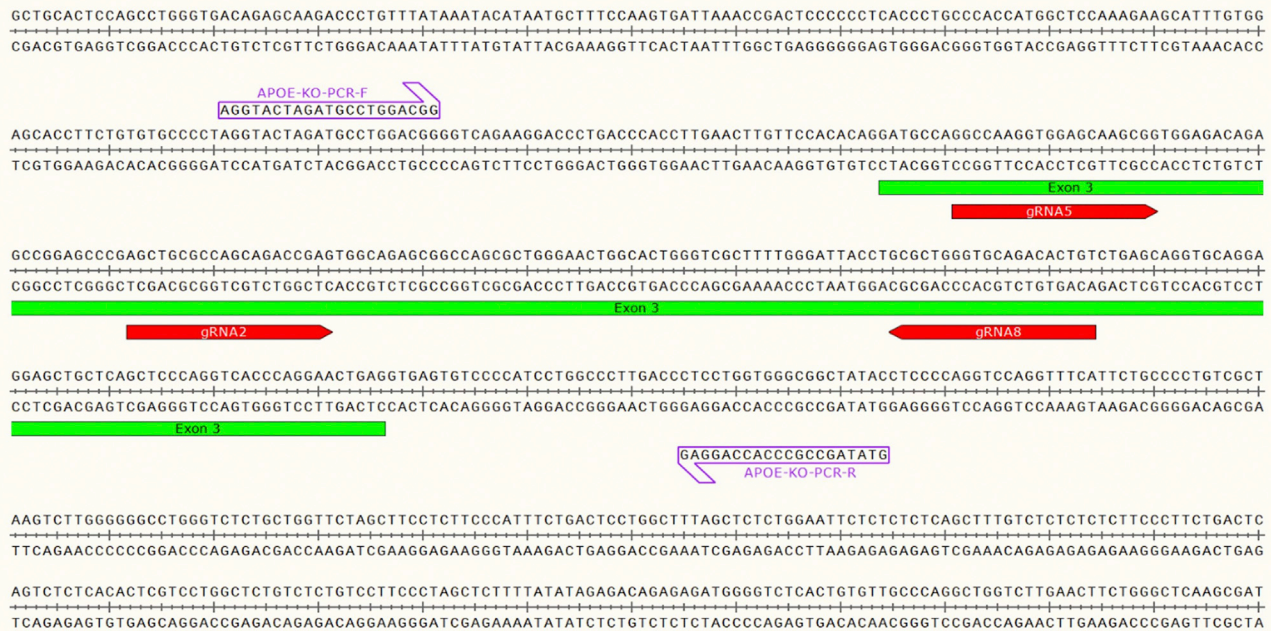 GCTGCACTCCAGCCTGGGTGACAGAGCAAGACCCTGTTTATAAATACATAATGCTTTCCAAGTGATTAAACCGACTCCCCCCTCACCCTGCCCACCATGGCTCCAAAGAAGCATTTGTGG
CGACGTGAGGTCGGACCCACTGTCTCGTTCTGGGACAAATATTTATGTATTACGAAAGGTTCACTAATTTGGCTGAGGGGGGAGTGGGACGGGTGGTACCGAGGTTTCTTCGTAAACACC
APOE-KO-PCR-F
AGGTACTAGATGCCTGGACGG
AGCACCTTCTGTGTGCCCCTAGGTACTAGATGCCTGGACGGGGTCAGAAGGACCCTGACCCACCTTGAACTTGTTCCACACAGGATGCCAGGCCAAGGTGGAGCAAGCGGTGGAGACAGA
TCGTGGAAGACACACGGGGATCCATGATCTACGGACCTGCCCCAGTCTTCCTGGGACTGGGTGGAACTTGAACAAGGTGTGTCCTACGGTCCGGTTCCACCTCGTTCGCCACCTCTGTCT
Exon 3
gRNA5
GCCGGAGCCCGAGCTGCGCCAGCAGACCGAGTGGCAGAGCGGCCAGCGCTGGGAACTGGCACTGGGTCGCTTTTGGGATTACCTGCGCTGGGTGCAGACACTGTCTGAGCAGGTGCAGGA
CGGCCTCGGGCTCGACGCGGTCGTCTGGCTCACCGTCTCGCCGGTCGCGACCCTTGACCGTGACCCAGCGAAAACCCTAATGGACGCGACCCACGTCTGTGACAGACTCGTCCACGTCCT
Exon 3
gRNA2 gRNA8
GGAGCTGCTCAGCTCCCAGGTCACCCAGGAACTGAGGTGAGTGTCCCCATCCTGGCCCTTGACCCTCCTGGTGGGCGGCTATACCTCCCCAGGTCCAGGTTTCATTCTGCCCCTGTCGCT
CCTCGACGAGTCGAGGGTCCAGTGGGTCCTTGACTCCACTCACAGGGGTAGGACCGGGAACTGGGAGGACCACCCGCCGATATGGAGGGGTCCAGGTCCAAAGTAAGACGGGGACAGCGA
Exon 3
GAGGACCACCCGCCGATATG
APOE-KO-PCR-R
AAGTCTTGGGGGGCCTGGGTCTCTGCTGGTTCTAGCTTCCTCTTCCCATTTCTGACTCCTGGCTTTAGCTCTCTGGAATTCTCTCTCTCAGCTTTGTCTCTCTCTCTTCCCTTCTGACTC
TTCAGAACCCCCCGGACCCAGAGACGACCAAGATCGAAGGAGAAGGGTAAAGACTGAGGACCGAAATCGAGAGACCTTAAGAGAGAGAGTCGAAACAGAGAGAGAGAAGGGAAGACTGAG
AGTCTCTCACACTCGTCCTGGCTCTGTCTCTGTCCTTCCCTAGCTCTTTTATATAGAGACAGAGAGATGGGGTCTCACTGTGTTGCCCAGGCTGGTCTTGAACTTCTGGGCTCAAGCGAT
TCAGAGAGTGTGAGCAGGACCGAGACAGAGACAGGAAGGGATCGAGAAAATATATCTCTGTCTCTCTACCCCAGAGTGACACAACGGGTCCGACCAGAACTTGAAGACCCGAGTTCGCTA